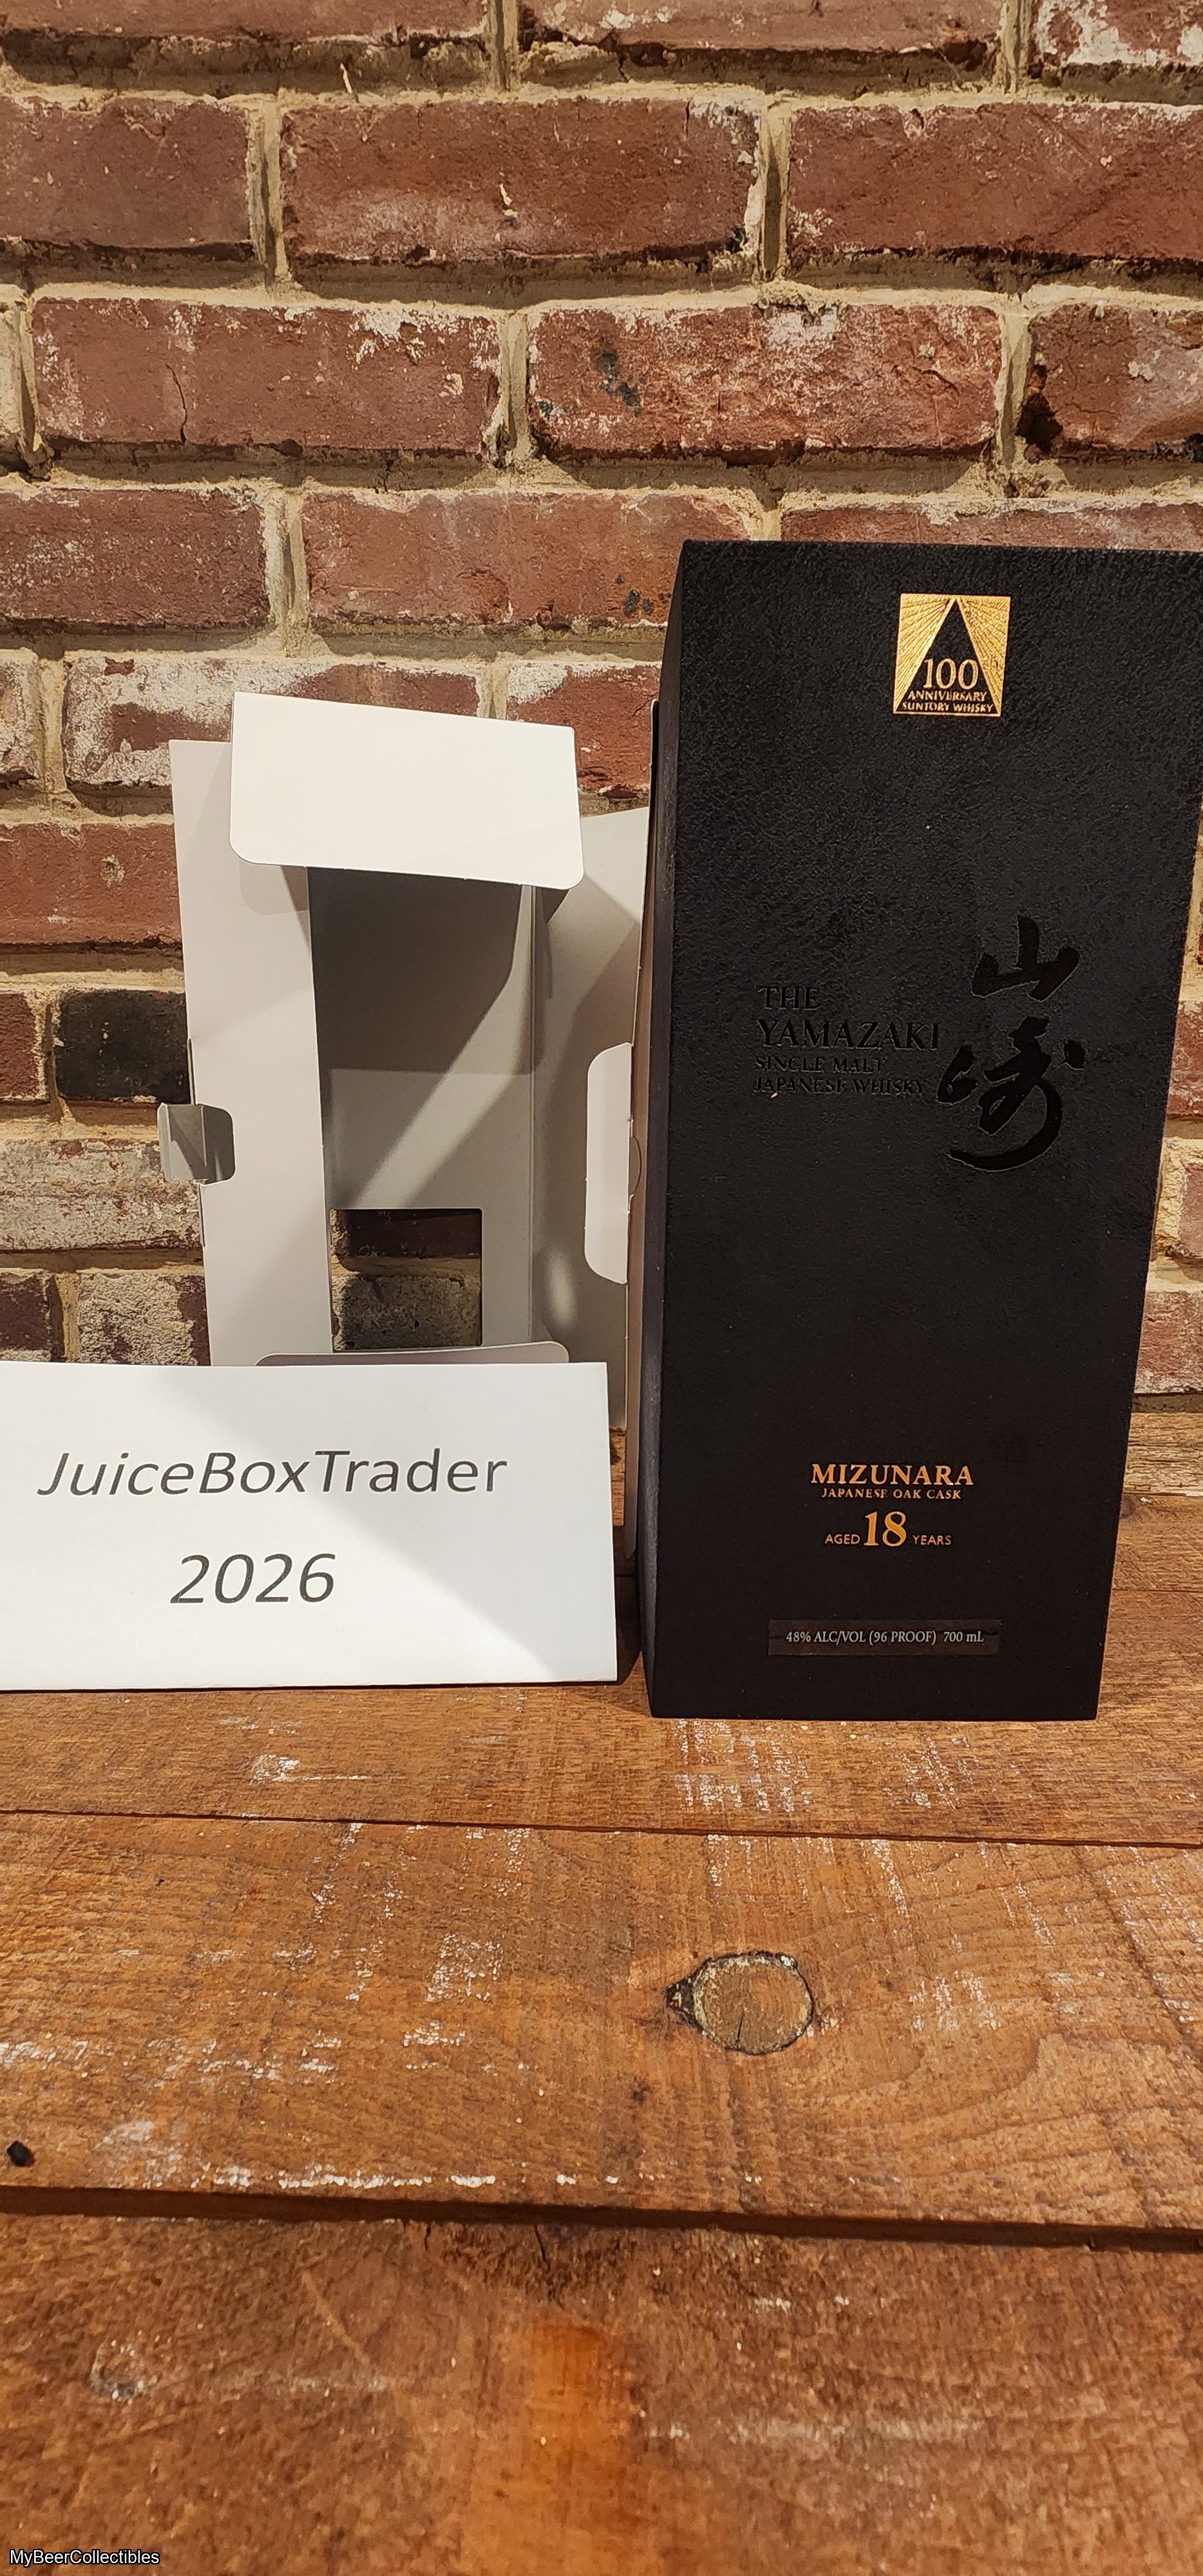 100th
ANNIVERSARY
SUNTORY WHISKY
THE
YAMAZAKI
SINGLE MALT
JAPANESE WHISKY
山崎
MIZUNARA
JAPANESE OAK CASK
AGED 18 YEARS
48% ALC/VOL (96 PROOF) 700 mL
JuiceBoxTrader
2026
MyBeerCollectibles